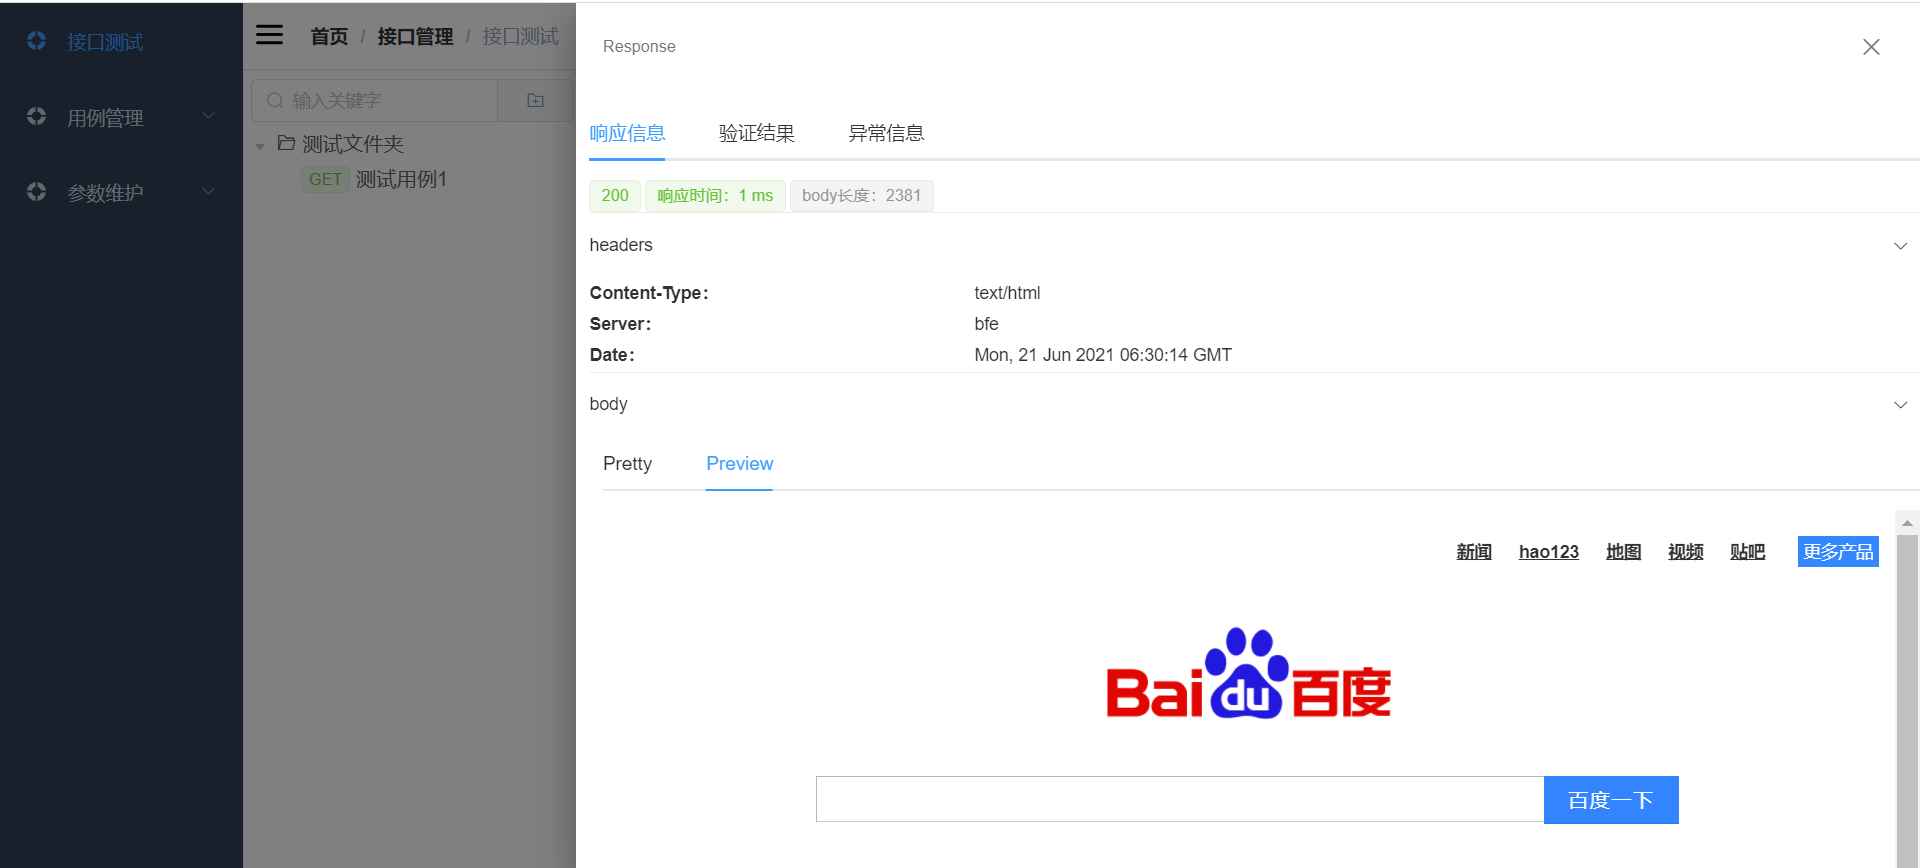 接口测试
用例管理
参数维护
首页 / 接口管理 / 接口测试
输入关键字
测试文件夹
GET 测试用例1
Response
响应信息 验证结果 异常信息
200 响应时间：1 ms body长度：2381
headers
Content-Type： text/html
Server： bfe
Date： Mon, 21 Jun 2021 06:30:14 GMT
body
Pretty Preview
新闻 hao123 地图 视频 贴吧 更多产品
Bai du 百度
百度一下